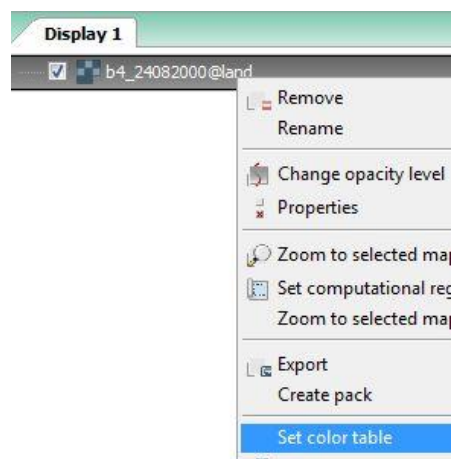 Display 1
b4_24082000@land
Remove
Rename
Change opacity level
Properties
Zoom to selected map
Set computational reg
Zoom to selected map
Export
Create pack
Set color table